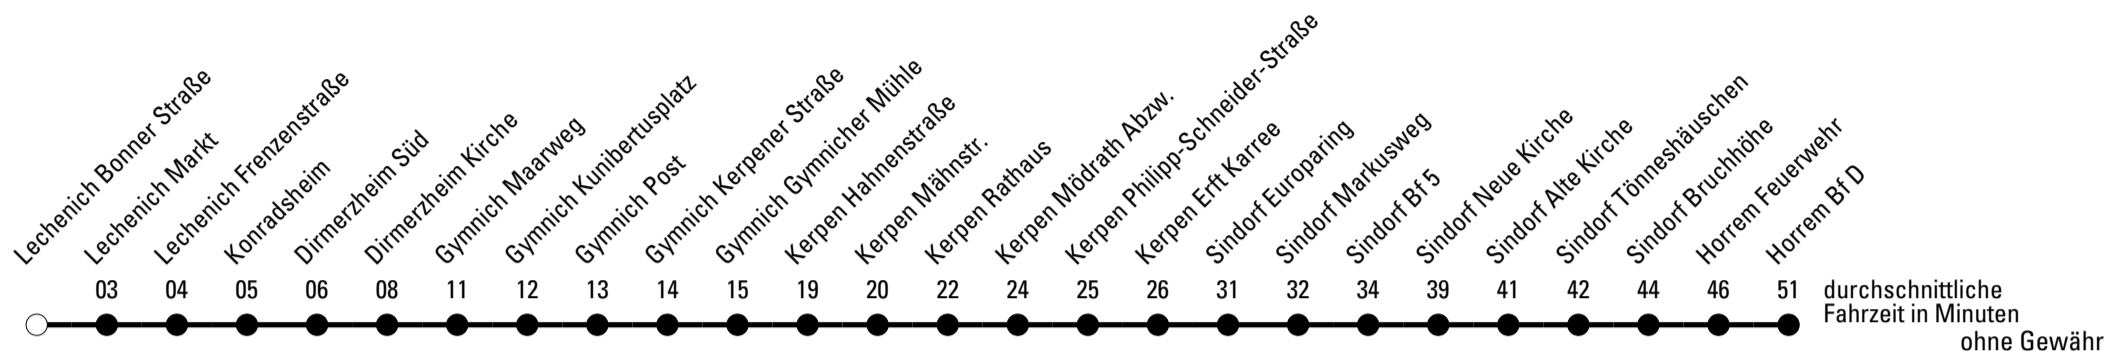 Lechenich Bonner Straße
Lechenich Markt
Lechenich Frenzenstraße
Konradsheim
Dirmerzheim Süd
Dirmerzheim Kirche
Gymnich Maarweg
Gymnich Kunibertusplatz
Gymnich Post
Gymnich Kerpener Straße
Gymnich Gymnicher Mühle
Kerpen Hahnenstraße
Kerpen Mähnstr.
Kerpen Rathaus
Kerpen Mödrath Abzw.
Kerpen Philipp-Schneider-Straße
Kerpen Erft Karree
Sindorf Europaring
Sindorf Markusweg
Sindorf Bf 5
Sindorf Neue Kirche
Sindorf Alte Kirche
Sindorf Tönneshäuschen
Sindorf Bruchhöhe
Horrem Feuerwehr
Horrem Bf D
03 04 05 06 08 11 12 13 14 15 19 20 22 24 25 26 31 32 34 39 41 42 44 46 51
durchschnittliche
Fahrzeit in Minuten
ohne Gewähr